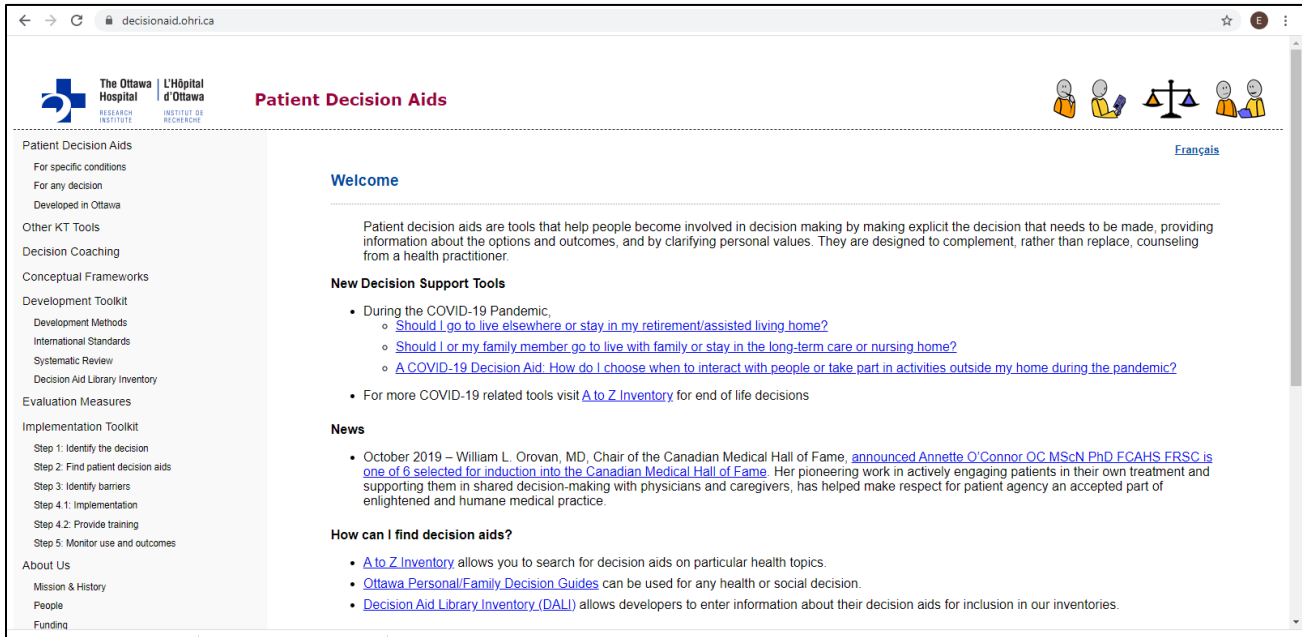 decisionaid.ohri.ca
E
The Ottawa Hospital
RESEARCH INSTITUTE
L'Hôpital d'Ottawa
INSTITUT DE RECHERCHE
Patient Decision Aids
Patient Decision Aids
For specific conditions
For any decision
Developed in Ottawa
Other KT Tools
Decision Coaching
Conceptual Frameworks
Development Toolkit
Development Methods
International Standards
Systematic Review
Decision Aid Library Inventory
Evaluation Measures
Implementation Toolkit
Step 1: Identify the decision
Step 2: Find patient decision aids
Step 3: Identify barriers
Step 4.1: Implementation
Step 4.2: Provide training
Step 5: Monitor use and outcomes
About Us
Mission & History
People
Funding
Français
Welcome
Patient decision aids are tools that help people become involved in decision making by making explicit the decision that needs to be made, providing
information about the options and outcomes, and by clarifying personal values. They are designed to complement, rather than replace, counseling
from a health practitioner.
New Decision Support Tools
• During the COVID-19 Pandemic,
◦ Should I go to live elsewhere or stay in my retirement/assisted living home?
◦ Should I or my family member go to live with family or stay in the long-term care or nursing home?
◦ A COVID-19 Decision Aid: How do I choose when to interact with people or take part in activities outside my home during the pandemic?
• For more COVID-19 related tools visit A to Z Inventory for end of life decisions
News
• October 2019 – William L. Orovan, MD, Chair of the Canadian Medical Hall of Fame, announced Annette O'Connor OC MScN PhD FCAHS FRSC is
one of 6 selected for induction into the Canadian Medical Hall of Fame. Her pioneering work in actively engaging patients in their own treatment and
supporting them in shared decision-making with physicians and caregivers, has helped make respect for patient agency an accepted part of
enlightened and humane medical practice.
How can I find decision aids?
• A to Z Inventory allows you to search for decision aids on particular health topics.
• Ottawa Personal/Family Decision Guides can be used for any health or social decision.
• Decision Aid Library Inventory (DALI) allows developers to enter information about their decision aids for inclusion in our inventories.